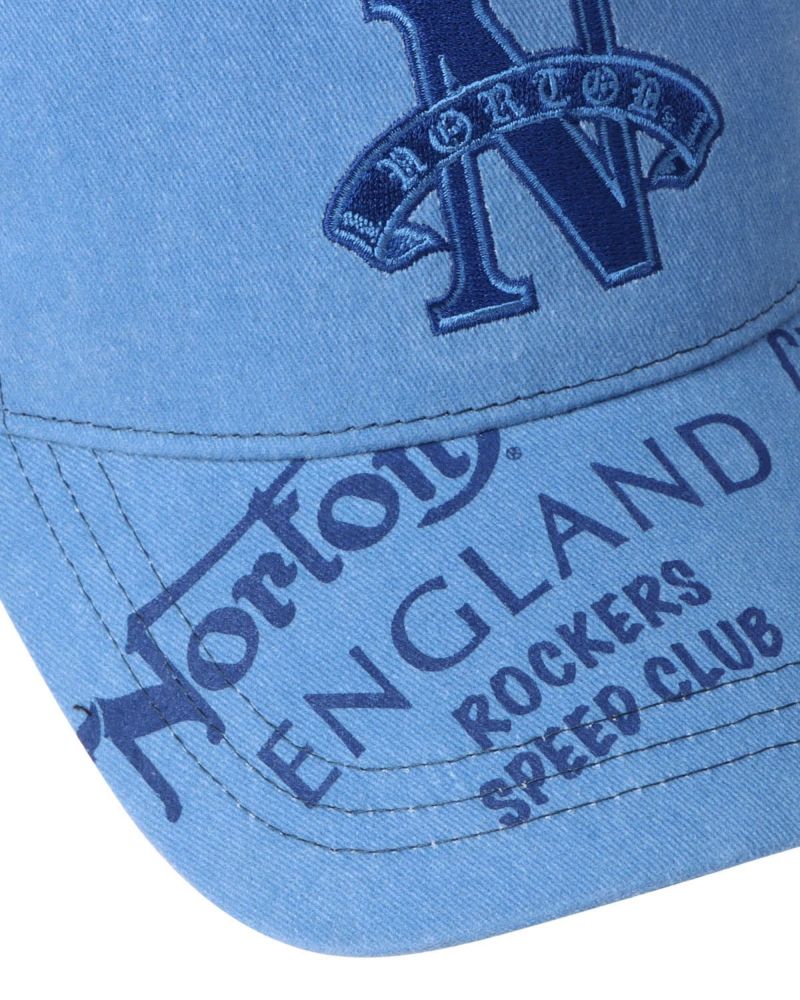 N
NORTON
Norton®
ENGLAND
ROCKERS
SPEED CLUB